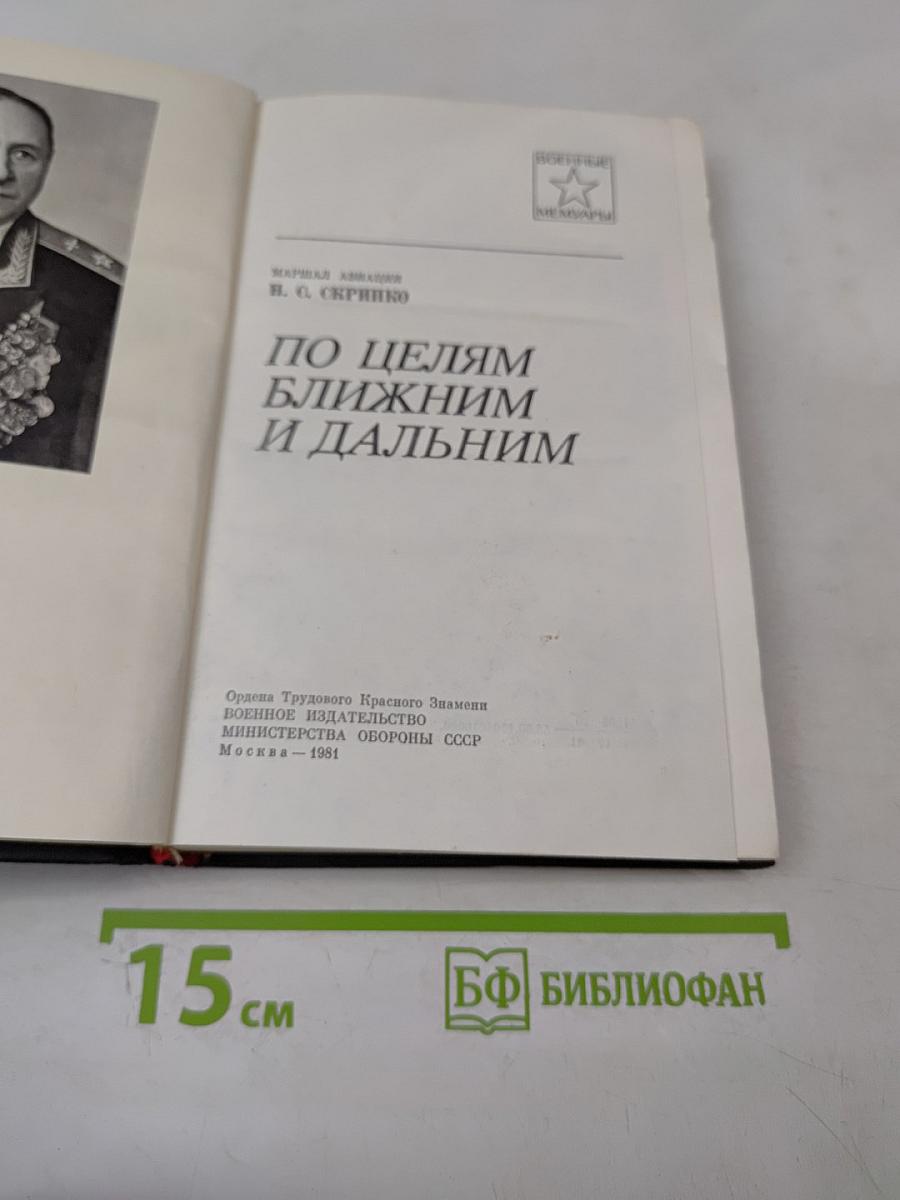 ВОЕННЫЕ
МЕМУАРЫ
МАРШАЛ АВИАЦИИ
Н. С. СКРИПКО
ПО ЦЕЛЯМ
БЛИЖНИМ
И ДАЛЬНИМ
Ордена Трудового Красного Знамени
ВОЕННОЕ ИЗДАТЕЛЬСТВО
МИНИСТЕРСТВА ОБОРОНЫ СССР
Москва — 1981
15 см
БФ БИБЛИОФАН